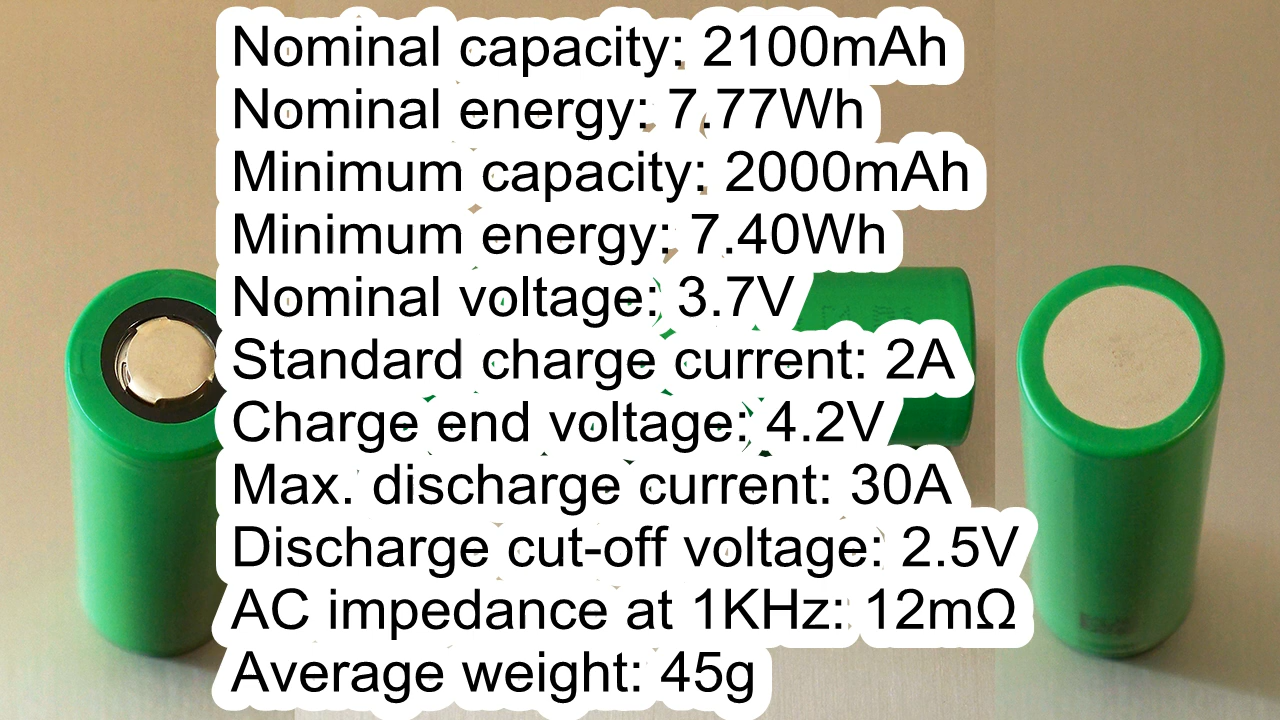 Nominal capacity: 2100mAh
Nominal energy: 7.77Wh
Minimum capacity: 2000mAh
Minimum energy: 7.40Wh
Nominal voltage: 3.7V
Standard charge current: 2A
Charge end voltage: 4.2V
Max. discharge current: 30A
Discharge cut-off voltage: 2.5V
AC impedance at 1KHz: 12mΩ
Average weight: 45g